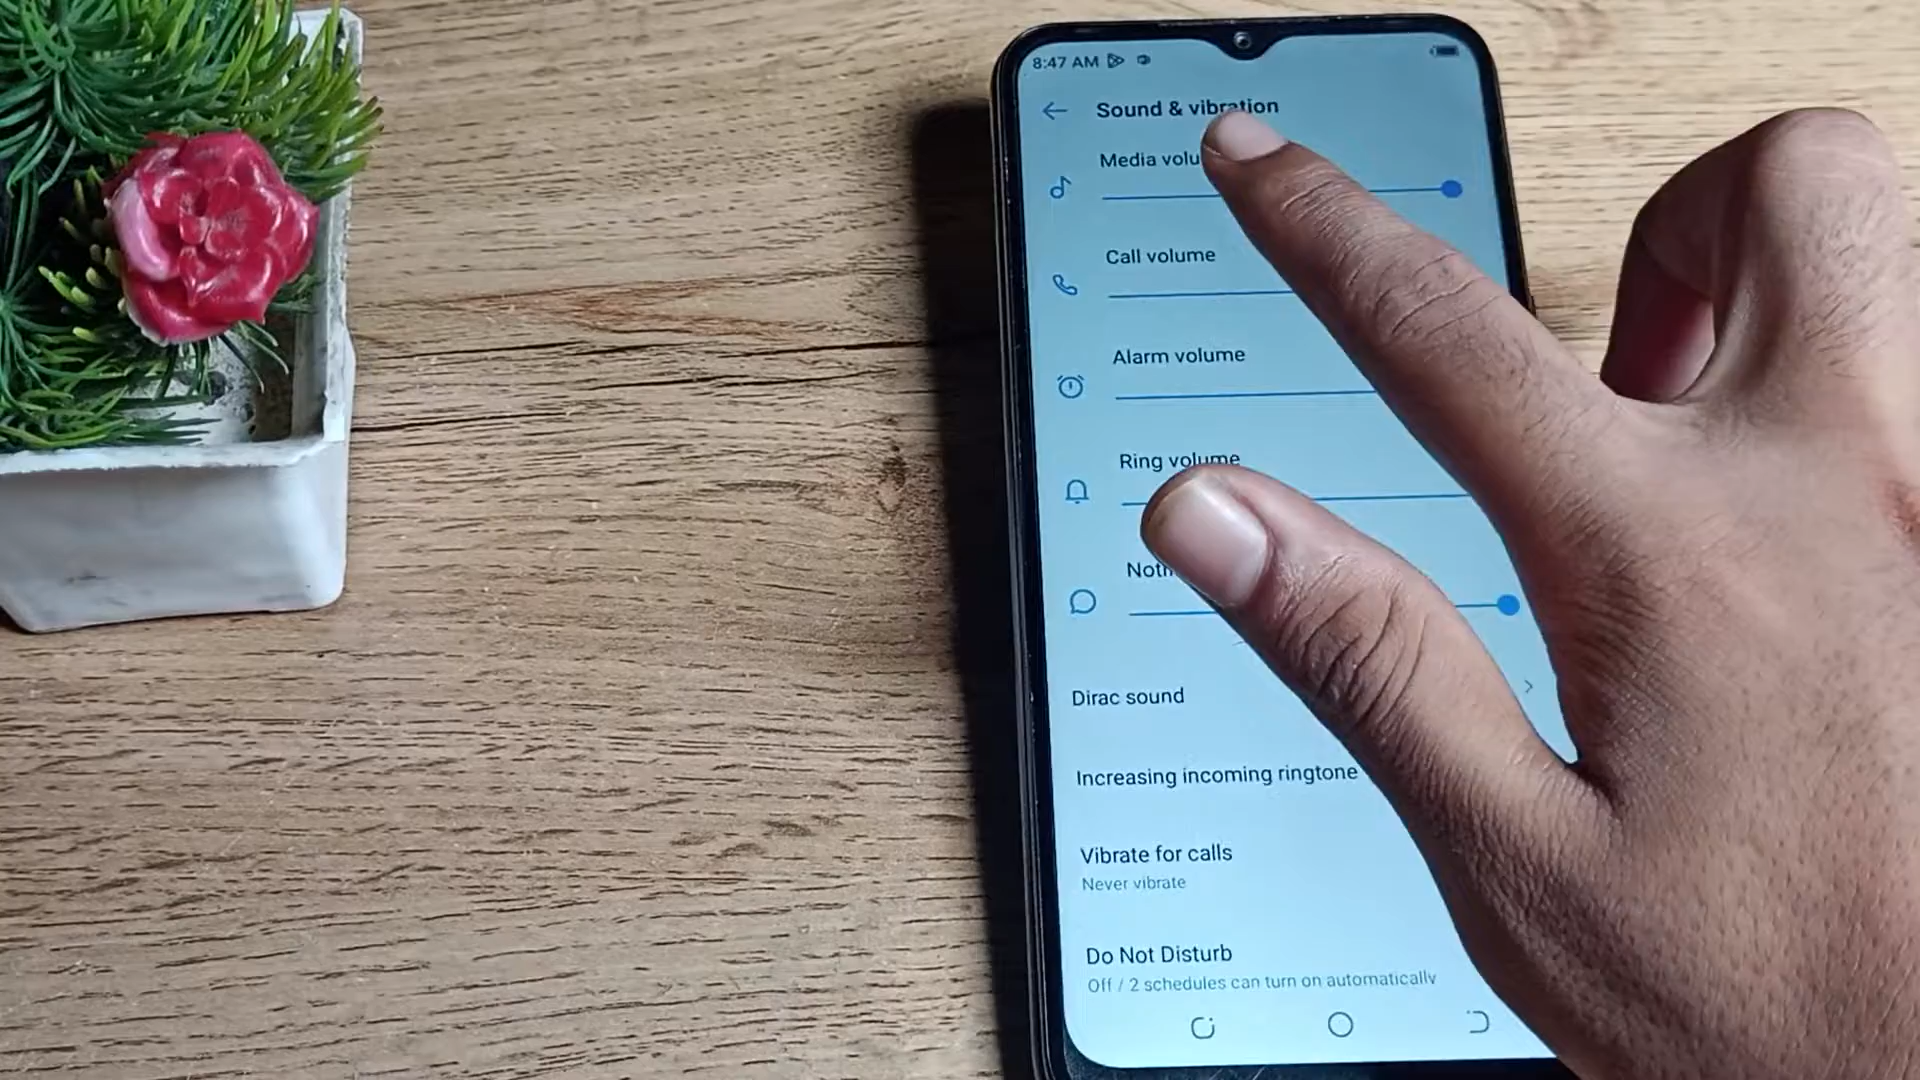 8:47 AM
Sound & vibration
Media volu
Call volume
Alarm volume
Ring volume
Dirac sound
Increasing incoming ringtone
Vibrate for calls
Never vibrate
Do Not Disturb
Off / 2 schedules can turn on automatically